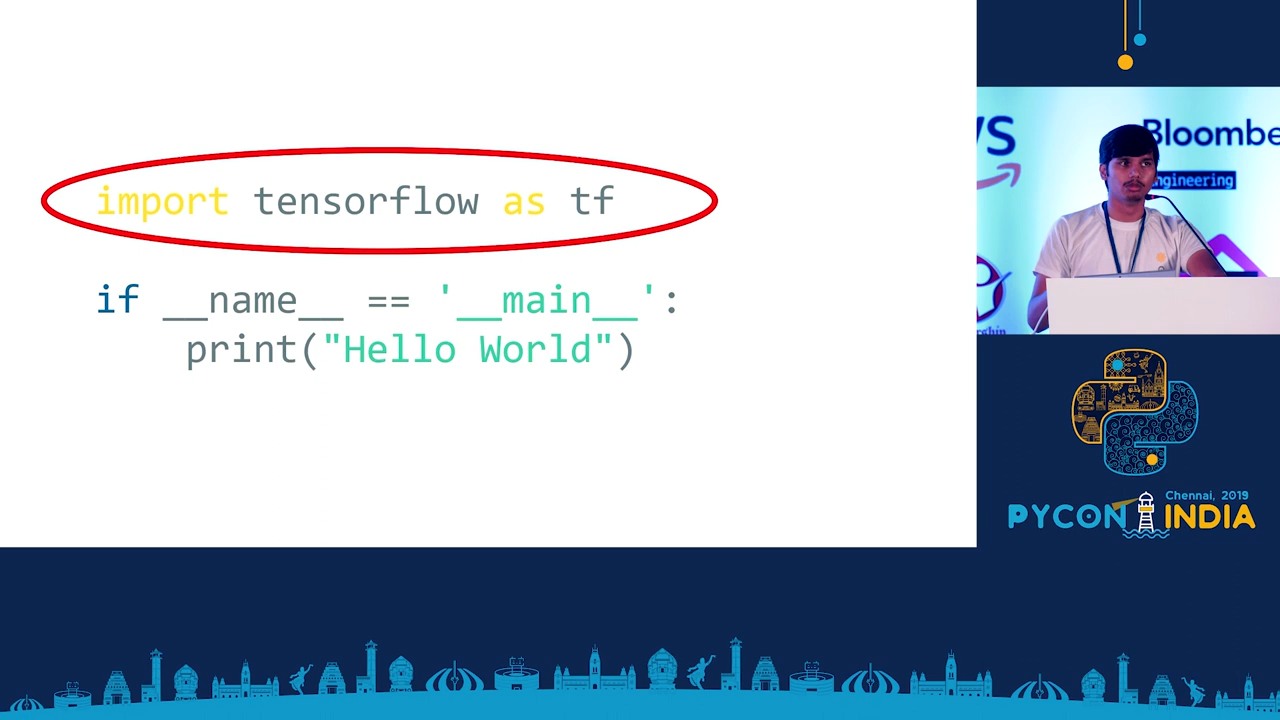 import tensorflow as tf
if __name__ == '__main__':
    print("Hello World")
Bloombe
Engineering
Chennai, 2019
PYCON INDIA